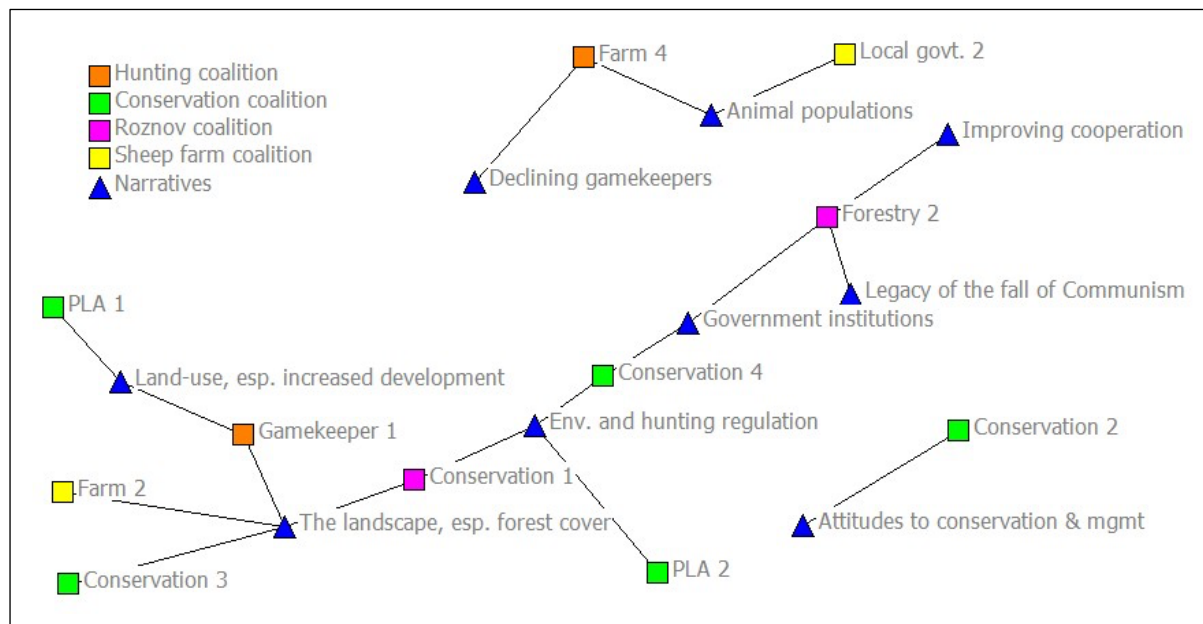 Hunting coalition
Conservation coalition
Roznov coalition
Sheep farm coalition
Narratives
Farm 4
Local govt. 2
Animal populations
Improving cooperation
Declining gamekeepers
Forestry 2
Legacy of the fall of Communism
PLA 1
Government institutions
Land-use, esp. increased development
Conservation 4
Gamekeeper 1
Env. and hunting regulation
Conservation 2
Conservation 1
Farm 2
The landscape, esp. forest cover
Attitudes to conservation & mgmt
Conservation 3
PLA 2